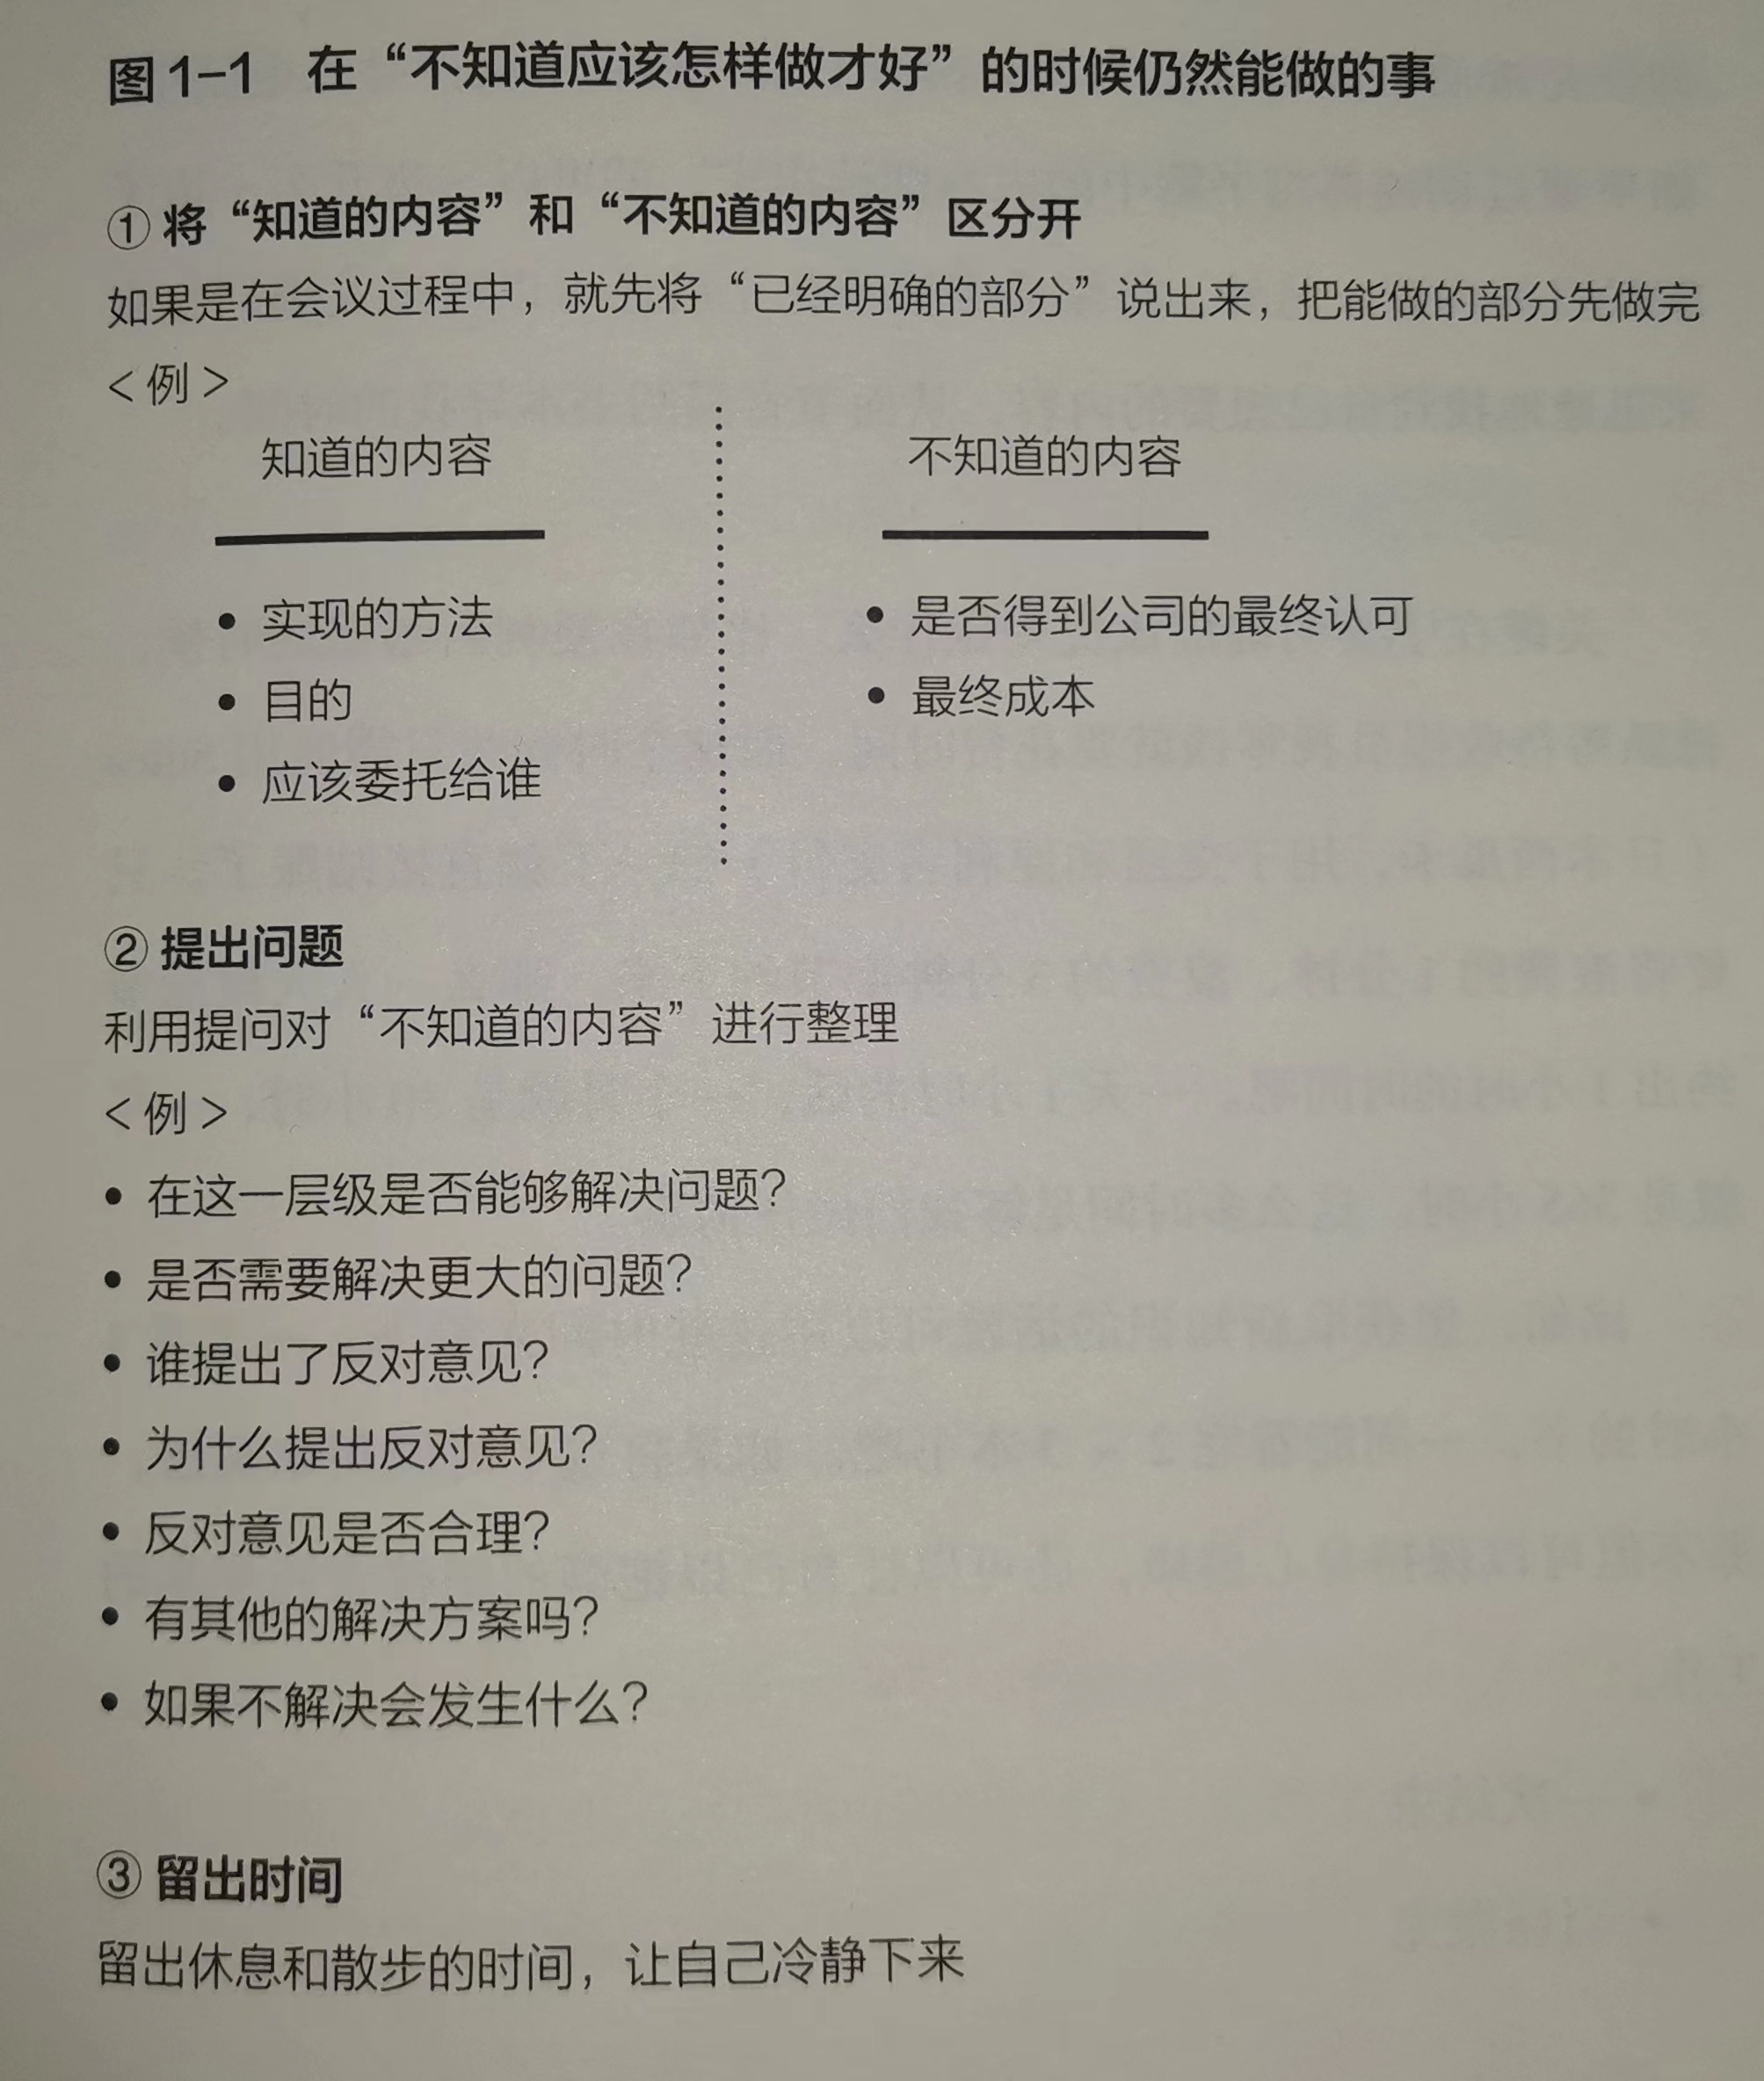 图1-1 在“不知道应该怎样做才好”的时候仍然能做的事
①将“知道的内容”和“不知道的内容”区分开
如果是在会议过程中，就先将“已经明确的部分”说出来，把能做的部分先做完
<例>
知道的内容
• 实现的方法
• 目的
• 应该委托给谁
不知道的内容
• 是否得到公司的最终认可
• 最终成本
②提出问题
利用提问对“不知道的内容”进行整理
<例>
• 在这一层级是否能够解决问题？
• 是否需要解决更大的问题？
• 谁提出了反对意见？
• 为什么提出反对意见？
• 反对意见是否合理？
• 有其他的解决方案吗？
• 如果不解决会发生什么？
③留出时间
留出休息和散步的时间，让自己冷静下来